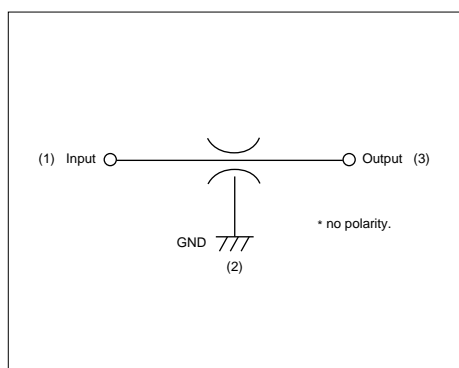 (1) Input Output (3)
* no polarity.
GND
(2)